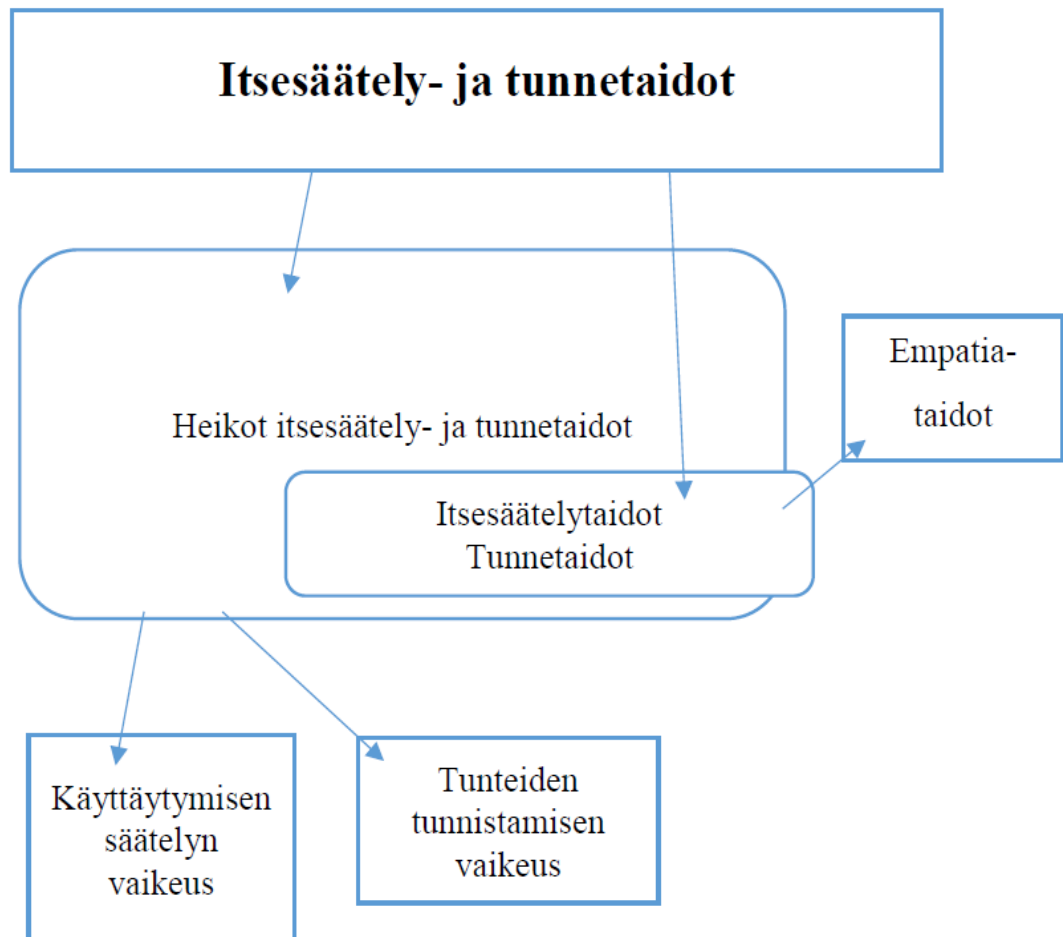 Itsesäätely- ja tunnetaidot
Heikot itsesäätely- ja tunnetaidot
Empatia-
taidot
Itsesäätelytaidot
Tunnetaidot
Käyttäytymisen
säätelyn
vaikeus
Tunteiden
tunnistamisen
vaikeus